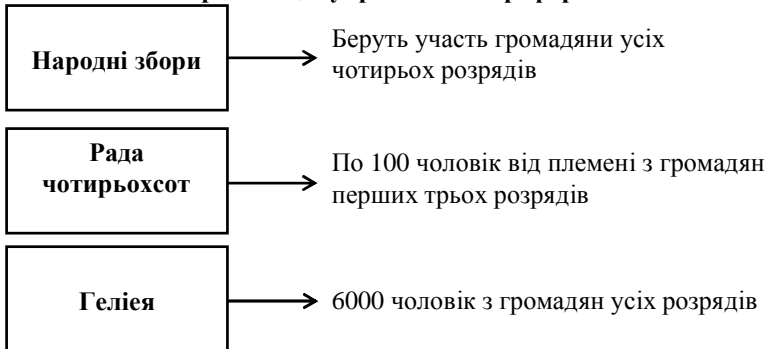 Народні збори
Беруть участь громадяни усіх
чотирьох розрядів
Рада
чотирьохсот
По 100 чоловік від племені з громадян
перших трьох розрядів
Геліея
6000 чоловік з громадян усіх розрядів